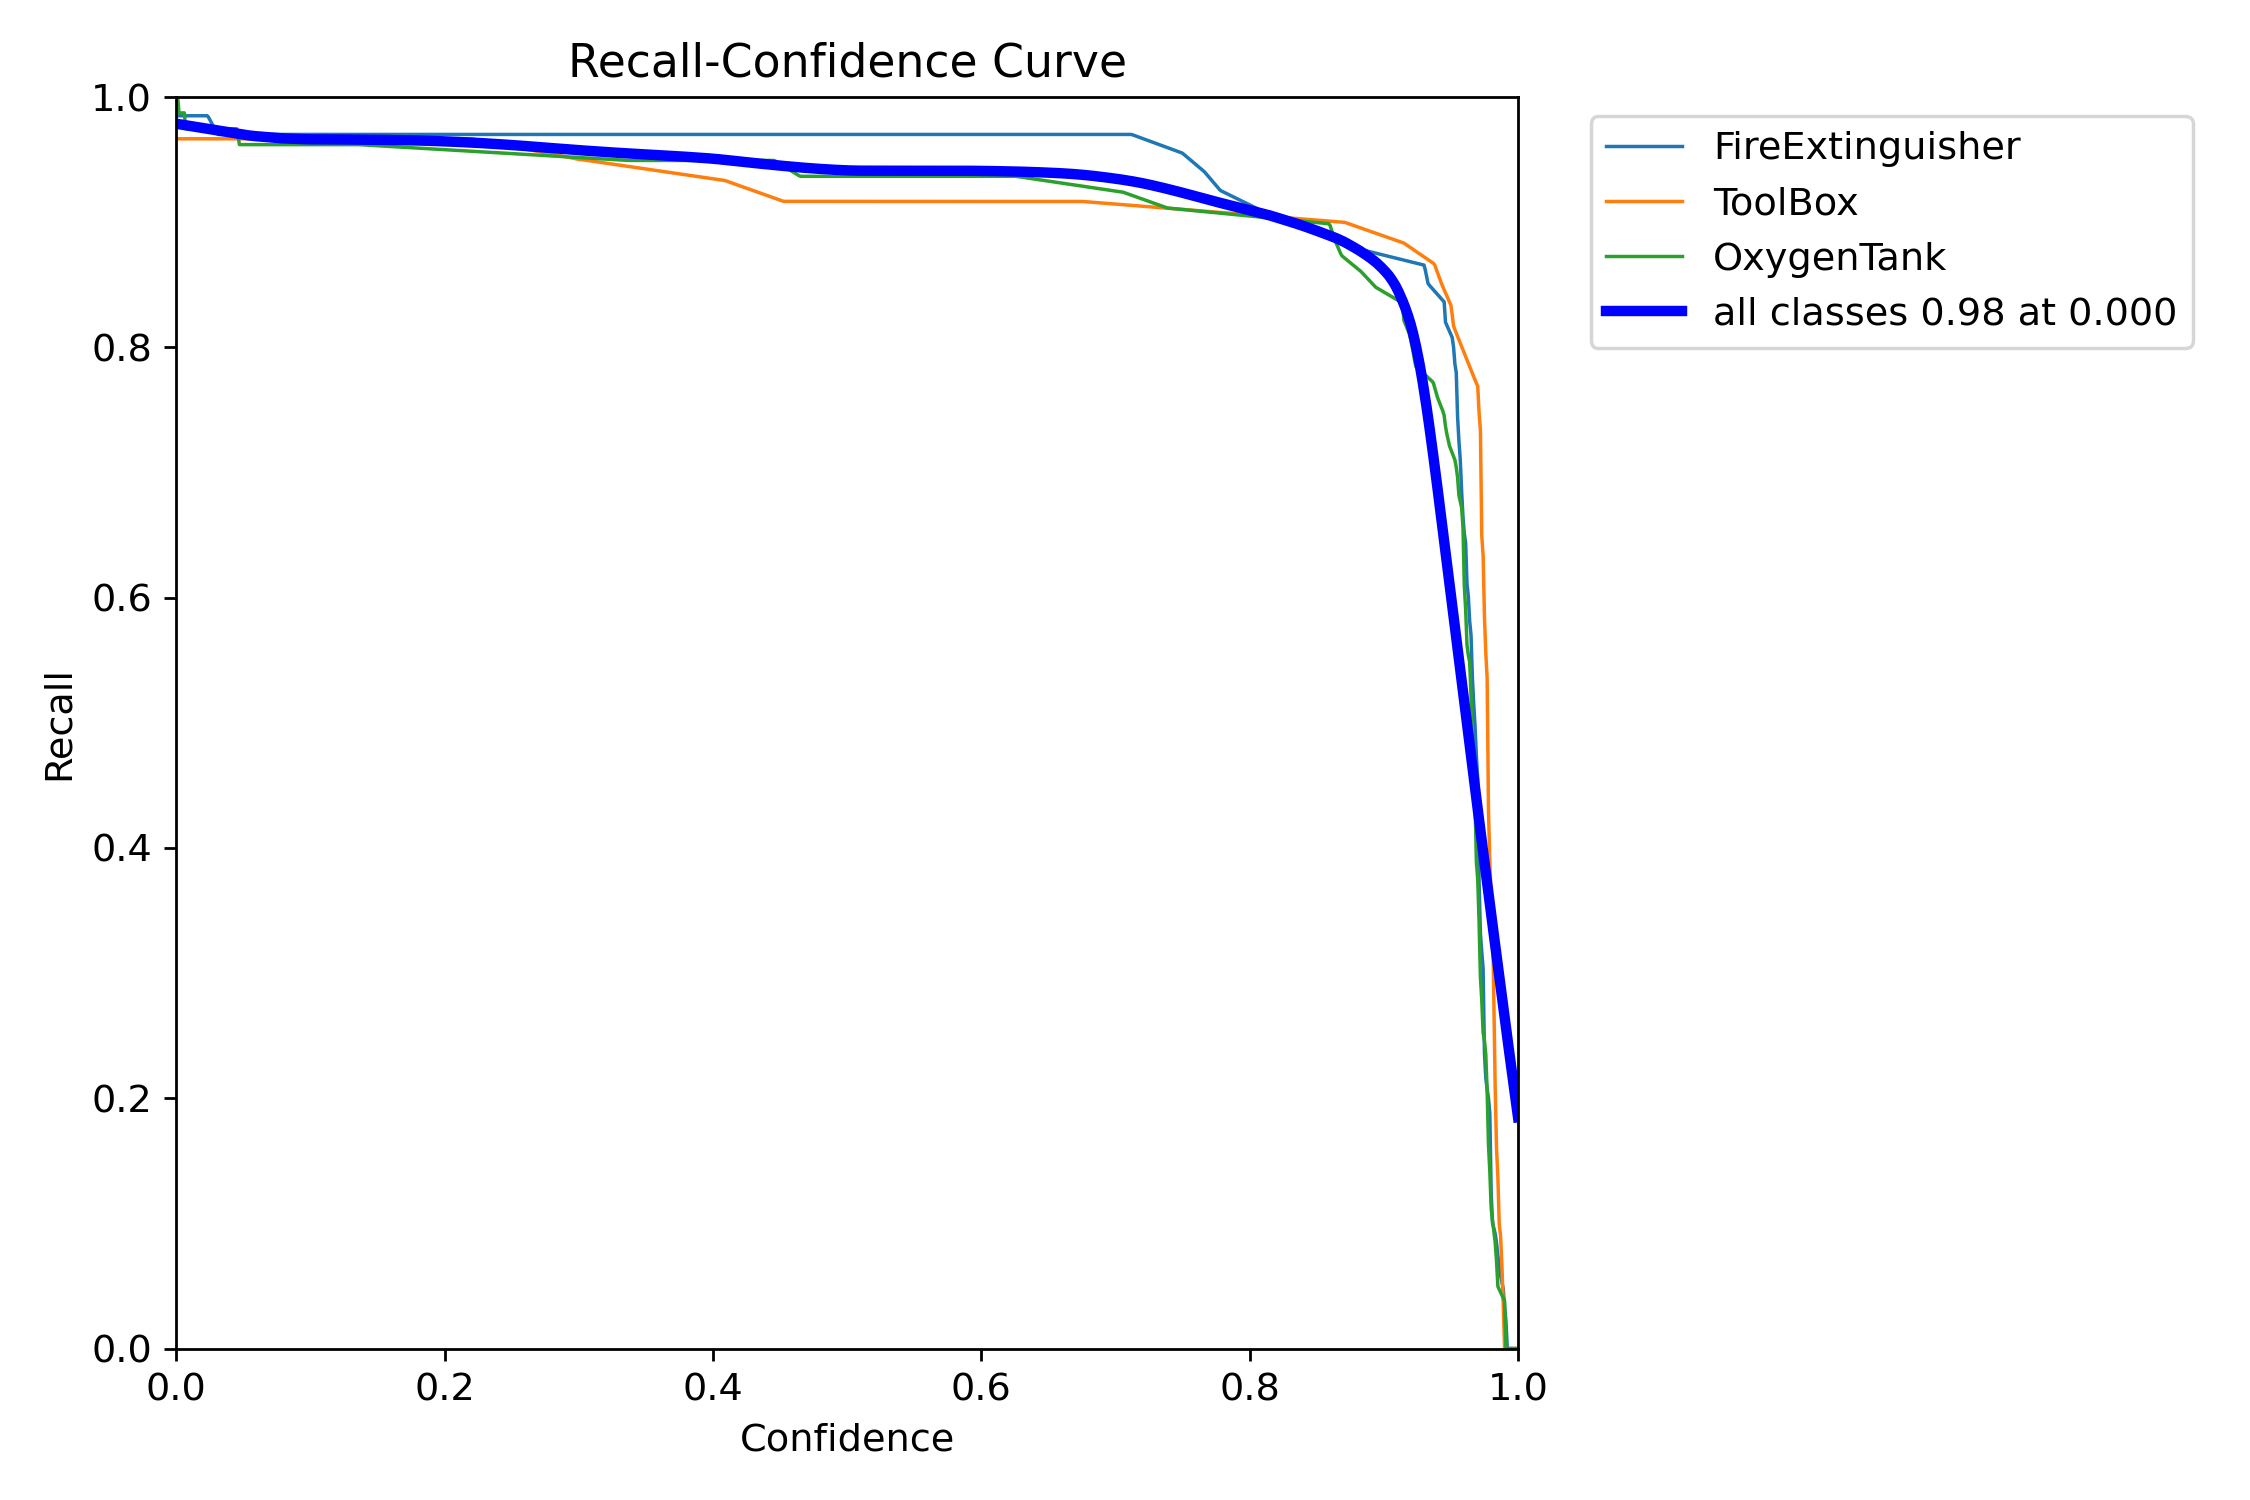 Recall-Confidence Curve
1.0
0.8
0.6
0.4
0.2
0.0
Recall
0.0 0.2 0.4 0.6 0.8 1.0
Confidence
FireExtinguisher
ToolBox
OxygenTank
all classes 0.98 at 0.000